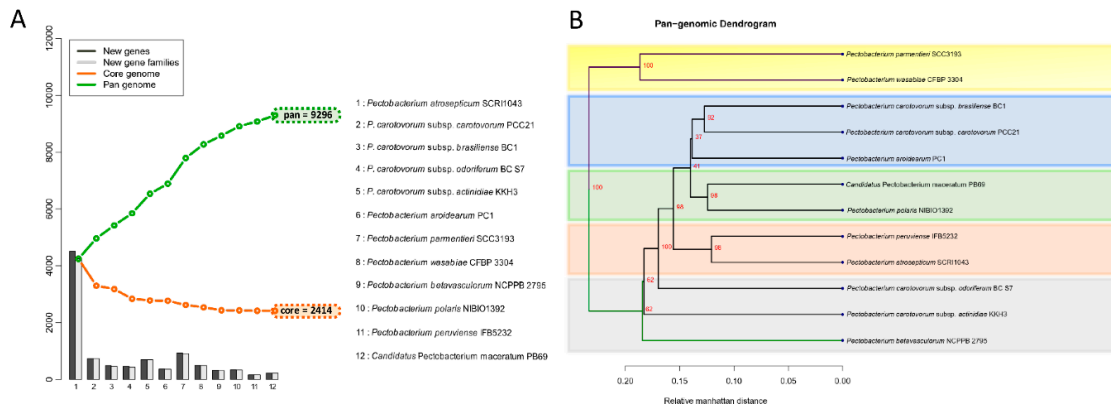 A
12000
10000
8000
6000
4000
2000
0
New genes
New gene families
Core genome
Pan genome
pan = 9296
core = 2414
1 2 3 4 5 6 7 8 9 10 11 12
1 : Pectobacterium atrosepticum SCRI1043
2 : P. carotovorum subsp. carotovorum PCC21
3 : P. carotovorum subsp. brasiliense BC1
4 : P. carotovorum subsp. odoriferum BC S7
5 : P. carotovorum subsp. actinidiae KKH3
6 : Pectobacterium aroidearum PC1
7 : Pectobacterium parmentieri SCC3193
8 : Pectobacterium wasabiae CFBP 3304
9 : Pectobacterium betavasculorum NCPPB 2795
10 : Pectobacterium polaris NIBIO1392
11 : Pectobacterium peruviense IFB5232
12 : Candidatus Pectobacterium maceratum PB69
B
Pan-genomic Dendrogram
Pectobacterium parmentieri SCC3193
100
Pectobacterium wasabiae CFBP 3304
Pectobacterium carotovorum subsp. brasiliense BC1
92
Pectobacterium carotovorum subsp. carotovorum PCC21
37
Pectobacterium aroidearum PC1
41
Candidatus Pectobacterium maceratum PB69
100
98
Pectobacterium polaris NIBIO1392
68
Pectobacterium peruviense IFB5232
100
98
Pectobacterium atrosepticum SCRI1043
62
Pectobacterium carotovorum subsp. odoriferum BC S7
62
Pectobacterium carotovorum subsp. actinidiae KKH3
Pectobacterium betavasculorum NCPPB 2795
0.20 0.15 0.10 0.05 0.00
Relative manhattan distance